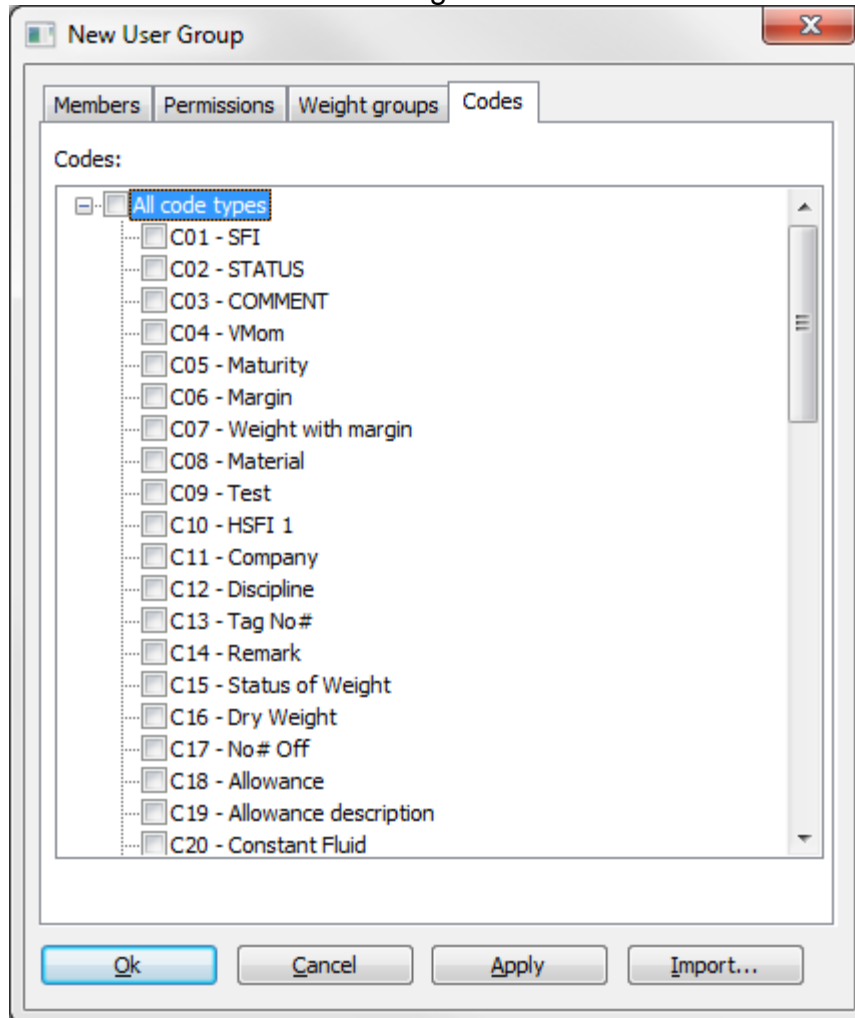 New User Group
Members Permissions Weight groups Codes
Codes:
All code types
C01 - SFI
C02 - STATUS
C03 - COMMENT
C04 - VMom
C05 - Maturity
C06 - Margin
C07 - Weight with margin
C08 - Material
C09 - Test
C10 - HSFI 1
C11 - Company
C12 - Discipline
C13 - Tag No#
C14 - Remark
C15 - Status of Weight
C16 - Dry Weight
C17 - No# Off
C18 - Allowance
C19 - Allowance description
C20 - Constant Fluid
Ok Cancel Apply Import...